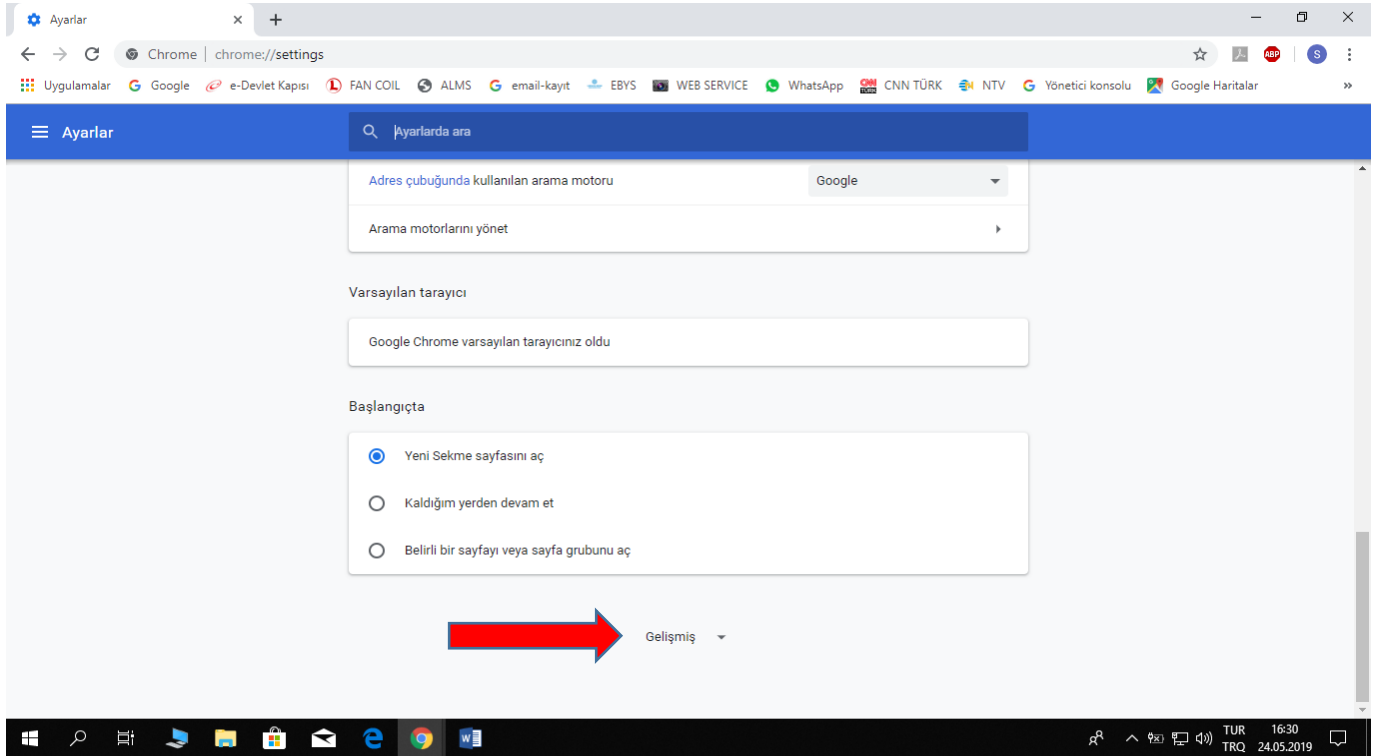 Ayarlar
Chrome | chrome://settings
ABP
S
Uygulamalar Google e-Devlet Kapısı FAN COIL ALMS email-kayıt EBYS WEB SERVICE WhatsApp CNN TÜRK NTV Yönetici konsolu Google Haritalar »
Ayarlar
Ayarlarda ara
Adres çubuğunda kullanılan arama motoru Google
Arama motorlarını yönet
Varsayılan tarayıcı
Google Chrome varsayılan tarayıcınız oldu
Başlangıçta
Yeni Sekme sayfasını aç
Kaldığım yerden devam et
Belirli bir sayfayı veya sayfa grubunu aç
Gelişmiş
TUR 16:30
TRQ 24.05.2019